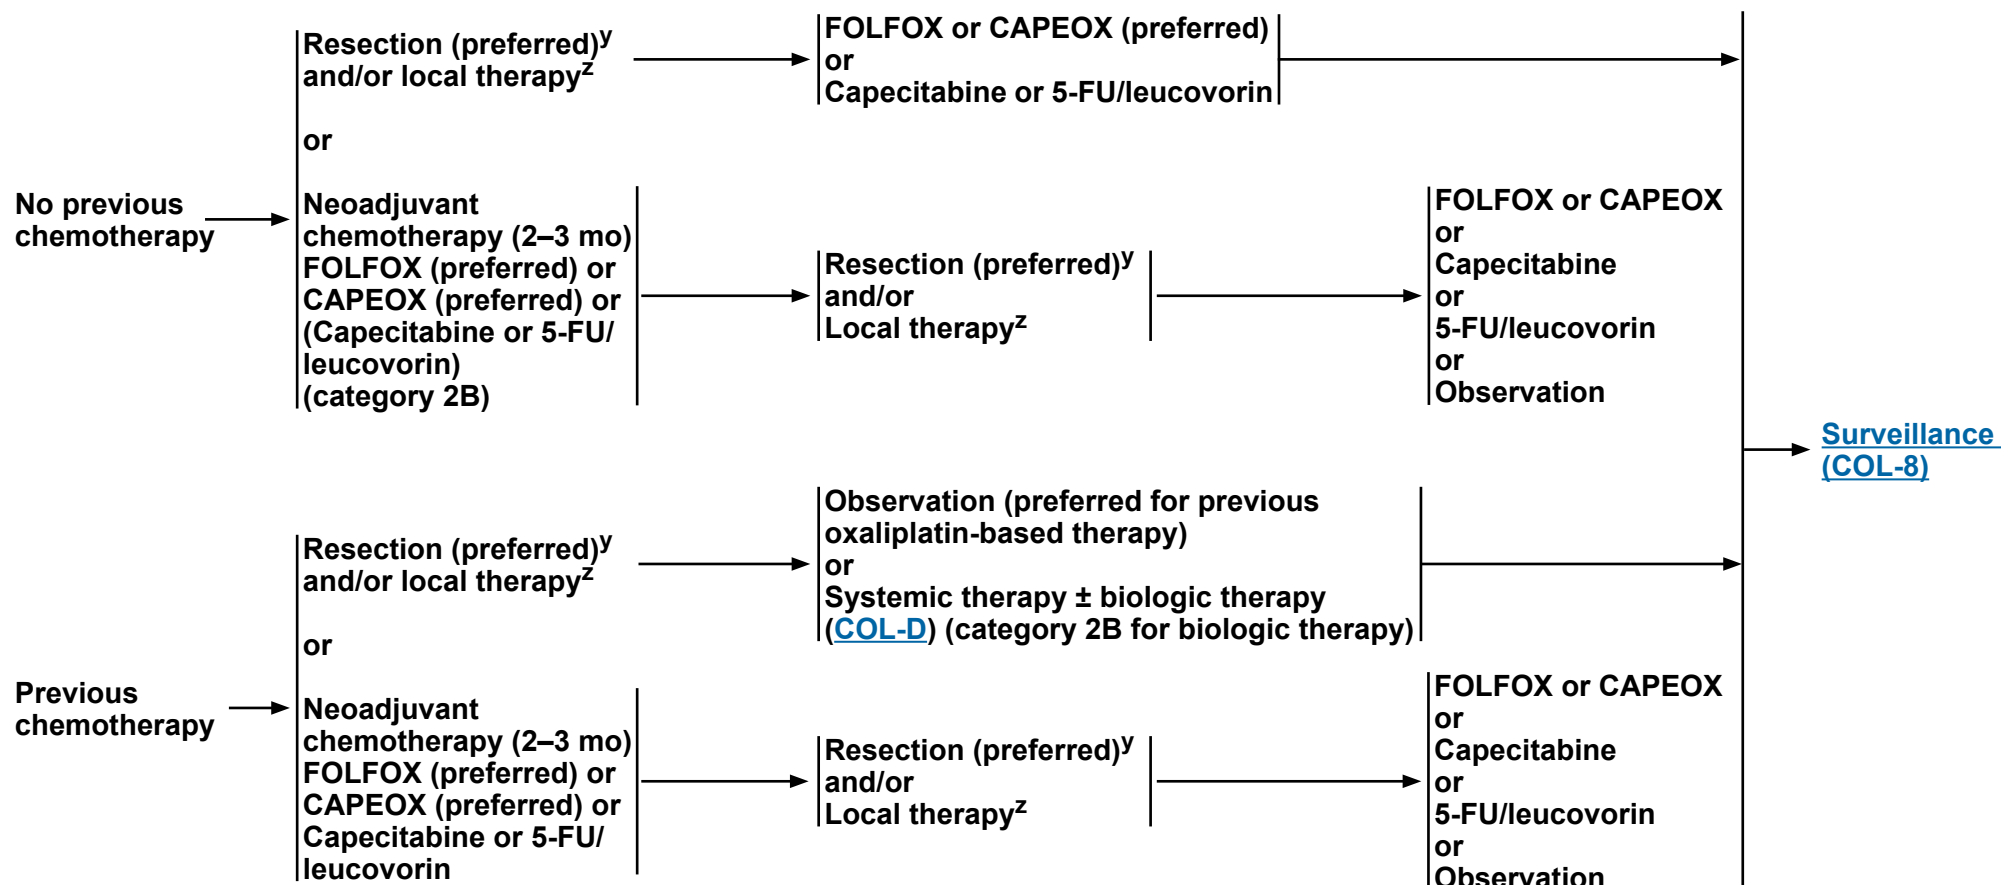 Resection (preferred)y
and/or local therapyz
FOLFOX or CAPEOX (preferred)
or
Capecitabine or 5-FU/leucovorin
or
No previous
chemotherapy
Neoadjuvant
chemotherapy (2–3 mo)
FOLFOX (preferred) or
CAPEOX (preferred) or
(Capecitabine or 5-FU/
leucovorin)
(category 2B)
Resection (preferred)y
and/or
Local therapyz
FOLFOX or CAPEOX
or
Capecitabine
or
5-FU/leucovorin
or
Observation
Surveillance
(COL-8)
Resection (preferred)y
and/or local therapyz
Observation (preferred for previous
oxaliplatin-based therapy)
or
Systemic therapy ± biologic therapy
(COL-D) (category 2B for biologic therapy)
or
Previous
chemotherapy
Neoadjuvant
chemotherapy (2–3 mo)
FOLFOX (preferred) or
CAPEOX (preferred) or
Capecitabine or 5-FU/
leucovorin
Resection (preferred)y
and/or
Local therapyz
FOLFOX or CAPEOX
or
Capecitabine
or
5-FU/leucovorin
or
Observation